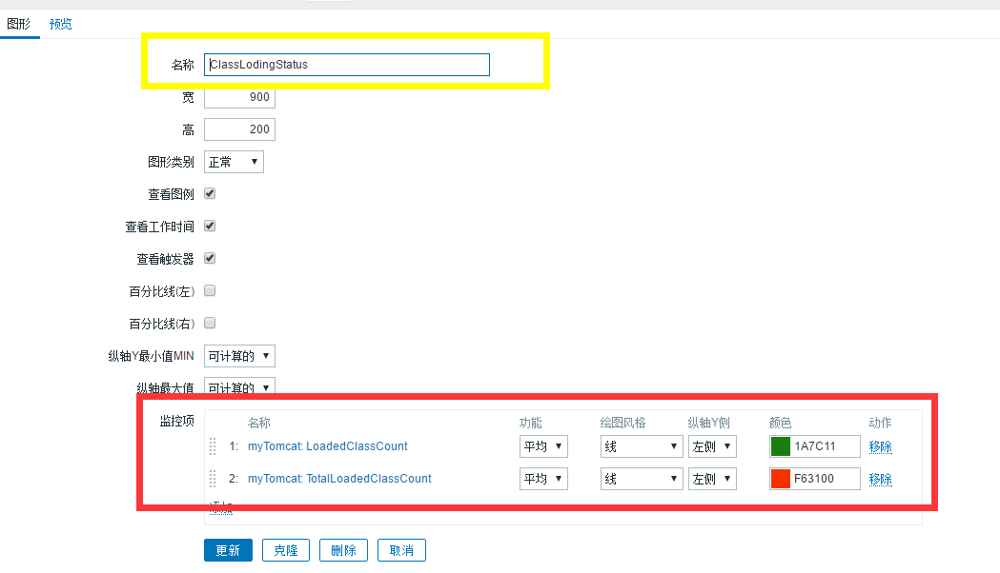 图形 预览
名称 ClassLodingStatus
宽 900
高 200
图形类别 正常
查看图例
查看工作时间
查看触发器
百分比线(左)
百分比线(右)
纵轴Y最小值MIN 可计算的
纵轴最大值 可计算的
监控项 名称 功能 绘图风格 纵轴Y侧 颜色 动作
1: myTomcat: LoadedClassCount 平均 线 左侧 1A7C11 移除
2: myTomcat: TotalLoadedClassCount 平均 线 左侧 F63100 移除
添加
更新 克隆 删除 取消